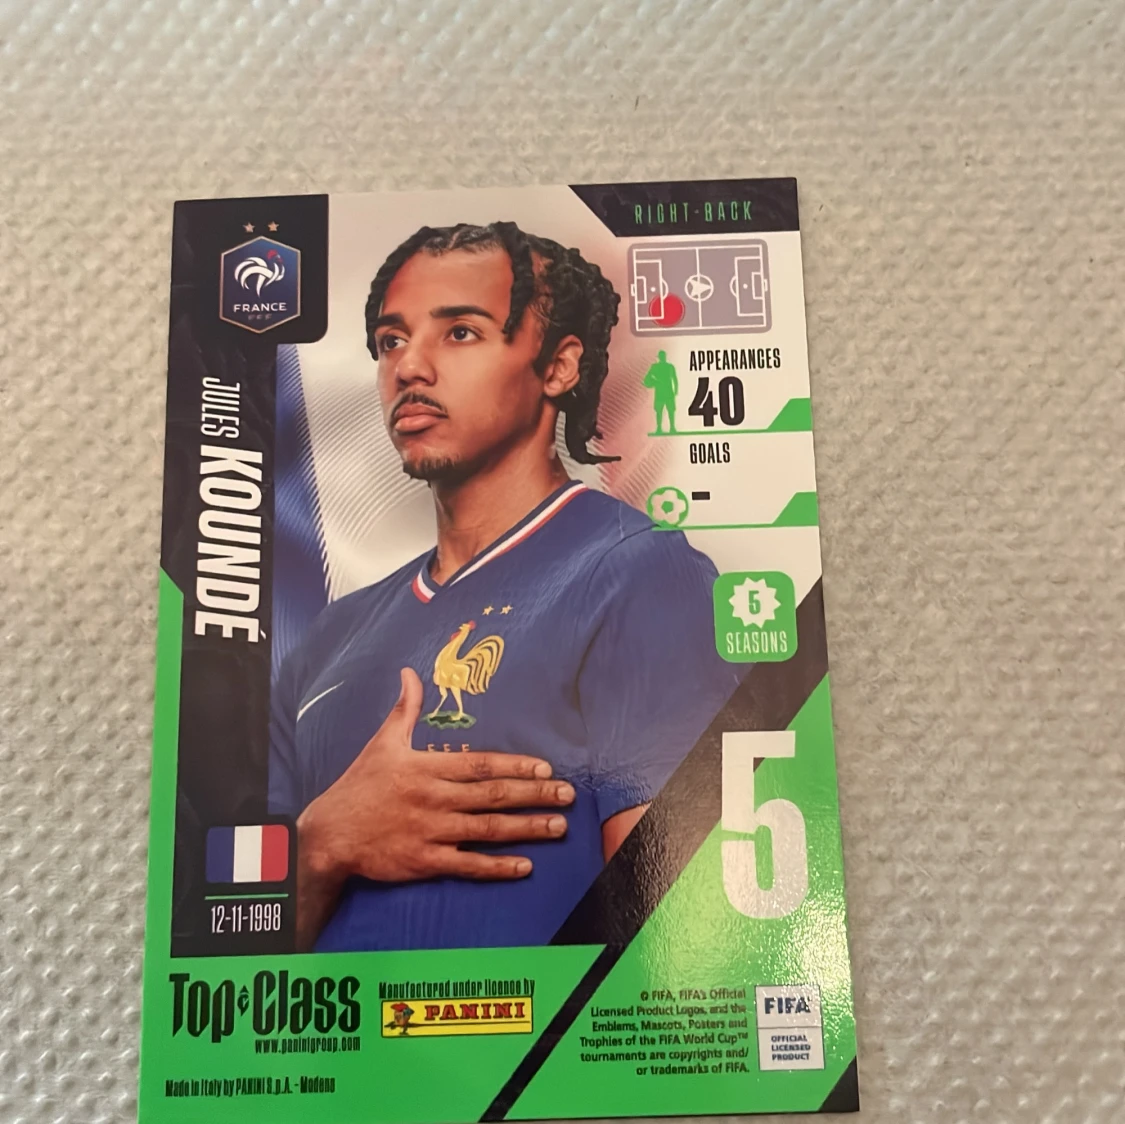 RIGHT-BACK
FRANCE
FFF
APPEARANCES
40
GOALS
-
JULES KOUNDÉ
5
SEASONS
FFF
5
12-11-1998
Top Class
www.paninigroup.com
Manufactured under licence by
PANINI
© FIFA, FIFA's Official
Licensed Product Logos, and the
Emblems, Mascots, Posters and
Trophies of the FIFA World Cup™
tournaments are copyrights and/
or trademarks of FIFA.
FIFA
OFFICIAL
LICENSED
PRODUCT
Made in Italy by PANINI S.p.A. - Modena